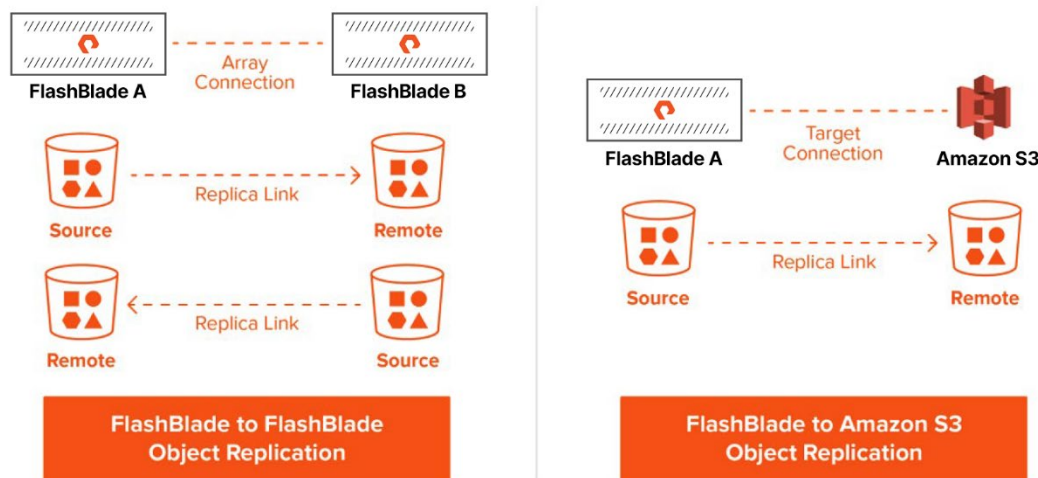 Array
Connection
FlashBlade A
FlashBlade B
Replica Link
Source
Remote
Replica Link
Remote
Source
FlashBlade to FlashBlade
Object Replication
Target
Connection
FlashBlade A
Amazon S3
Replica Link
Source
Remote
FlashBlade to Amazon S3
Object Replication